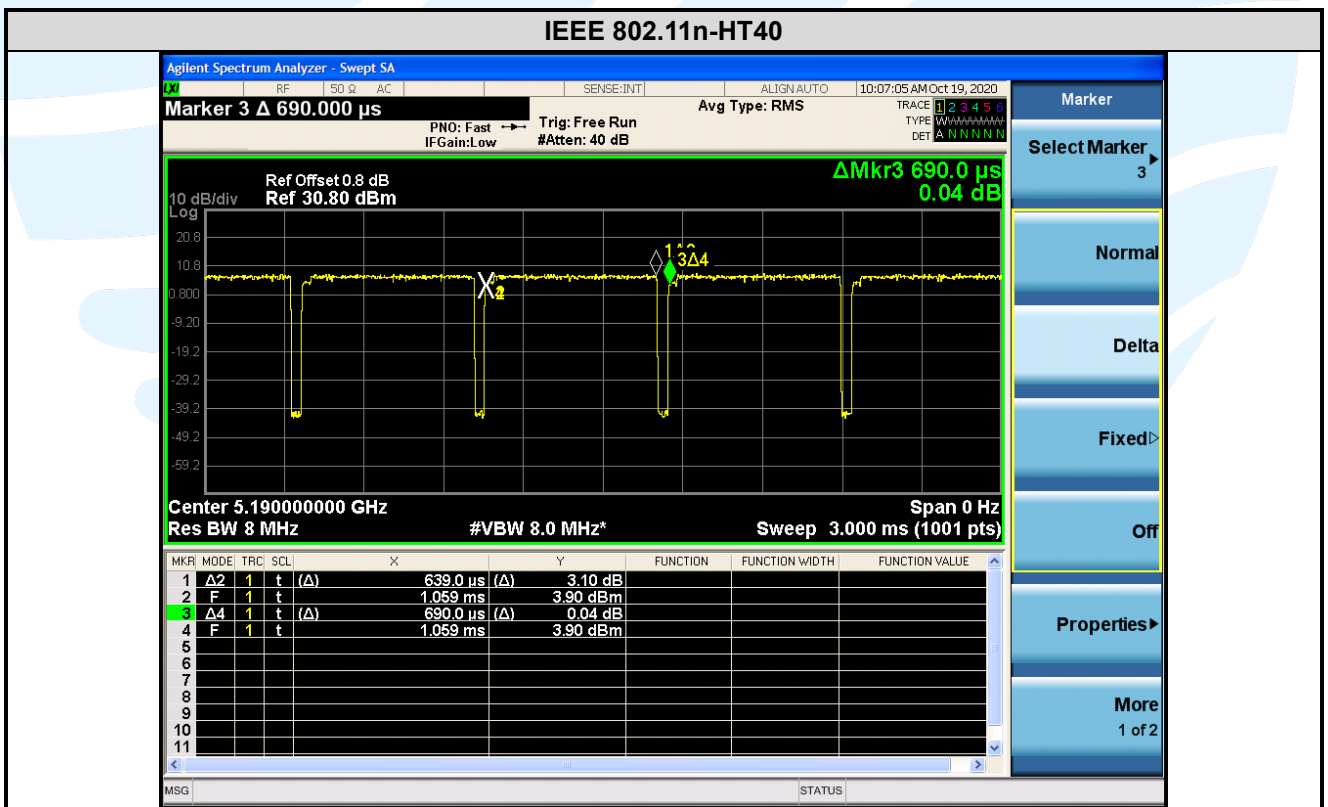 IEEE 802.11n-HT40
Agilent Spectrum Analyzer - Swept SA
LXI RF 50 Ω AC SENSE:INT ALIGN AUTO 10:07:05 AM Oct 19, 2020
Marker 3 Δ 690.000 µs
PNO: Fast
IFGain:Low
Trig: Free Run
#Atten: 40 dB
Avg Type: RMS
TRACE 1 2 3 4 5 6
TYPE WWWWWW
DET A N N N N N
Ref Offset 0.8 dB
10 dB/div Ref 30.80 dBm
Log
ΔMkr3 690.0 µs
0.04 dB
20.8
10.8
0.800
-9.20
-19.2
-29.2
-39.2
-49.2
-59.2
3Δ4
Center 5.190000000 GHz Span 0 Hz
Res BW 8 MHz #VBW 8.0 MHz* Sweep 3.000 ms (1001 pts)
MKR MODE TRC SCL X Y FUNCTION FUNCTION WIDTH FUNCTION VALUE
1 Δ2 1 t (Δ) 639.0 µs (Δ) 3.10 dB
2 F 1 t 1.059 ms 3.90 dBm
3 Δ4 1 t (Δ) 690.0 µs (Δ) 0.04 dB
4 F 1 t 1.059 ms 3.90 dBm
5
6
7
8
9
10
11
MSG STATUS
Marker
Select Marker
3
Normal
Delta
Fixed
Off
Properties
More
1 of 2